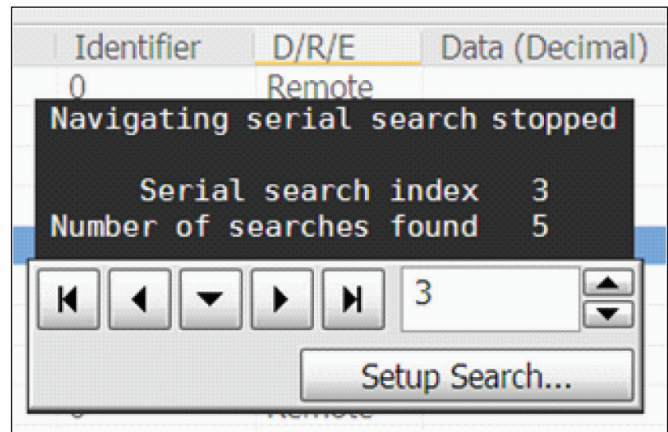 Identifier D/R/E Data (Decimal)
0 Remote
Navigating serial search stopped
Serial search index 3
Number of searches found 5
3
Setup Search...